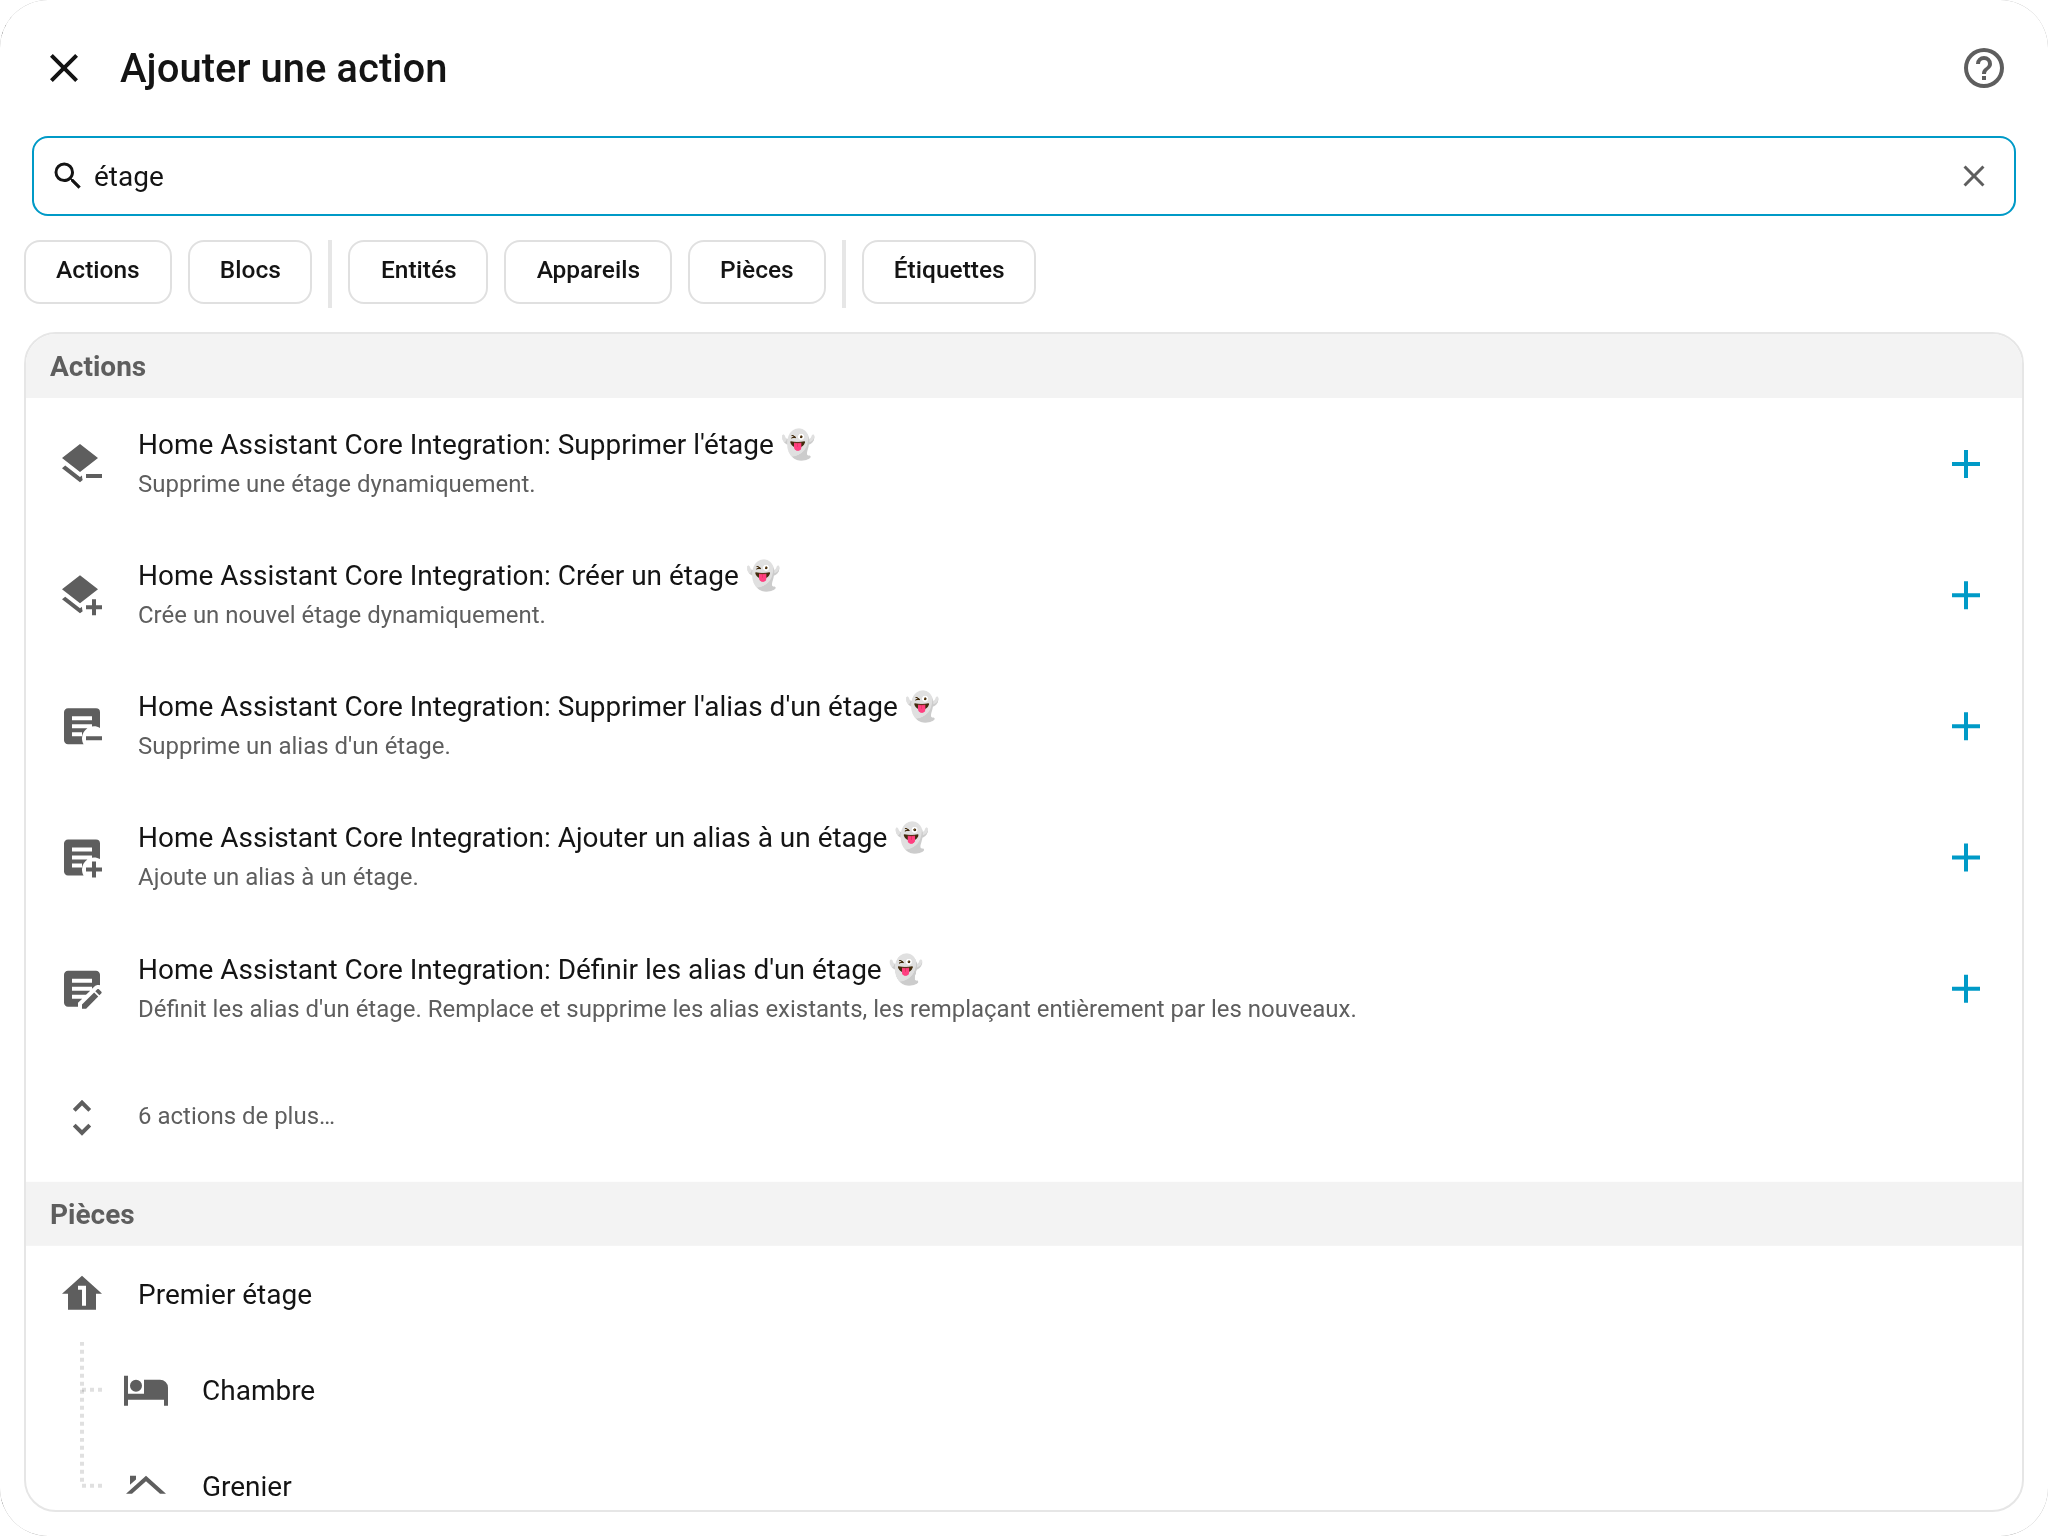 Ajouter une action
étage
Actions
Blocs
Entités
Appareils
Pièces
Étiquettes
Actions
Home Assistant Core Integration: Supprimer l'étage 👻
Supprime une étage dynamiquement.
Home Assistant Core Integration: Créer un étage 👻
Crée un nouvel étage dynamiquement.
Home Assistant Core Integration: Supprimer l'alias d'un étage 👻
Supprime un alias d'un étage.
Home Assistant Core Integration: Ajouter un alias à un étage 👻
Ajoute un alias à un étage.
Home Assistant Core Integration: Définir les alias d'un étage 👻
Définit les alias d'un étage. Remplace et supprime les alias existants, les remplaçant entièrement par les nouveaux.
6 actions de plus…
Pièces
1
Premier étage
Chambre
Grenier